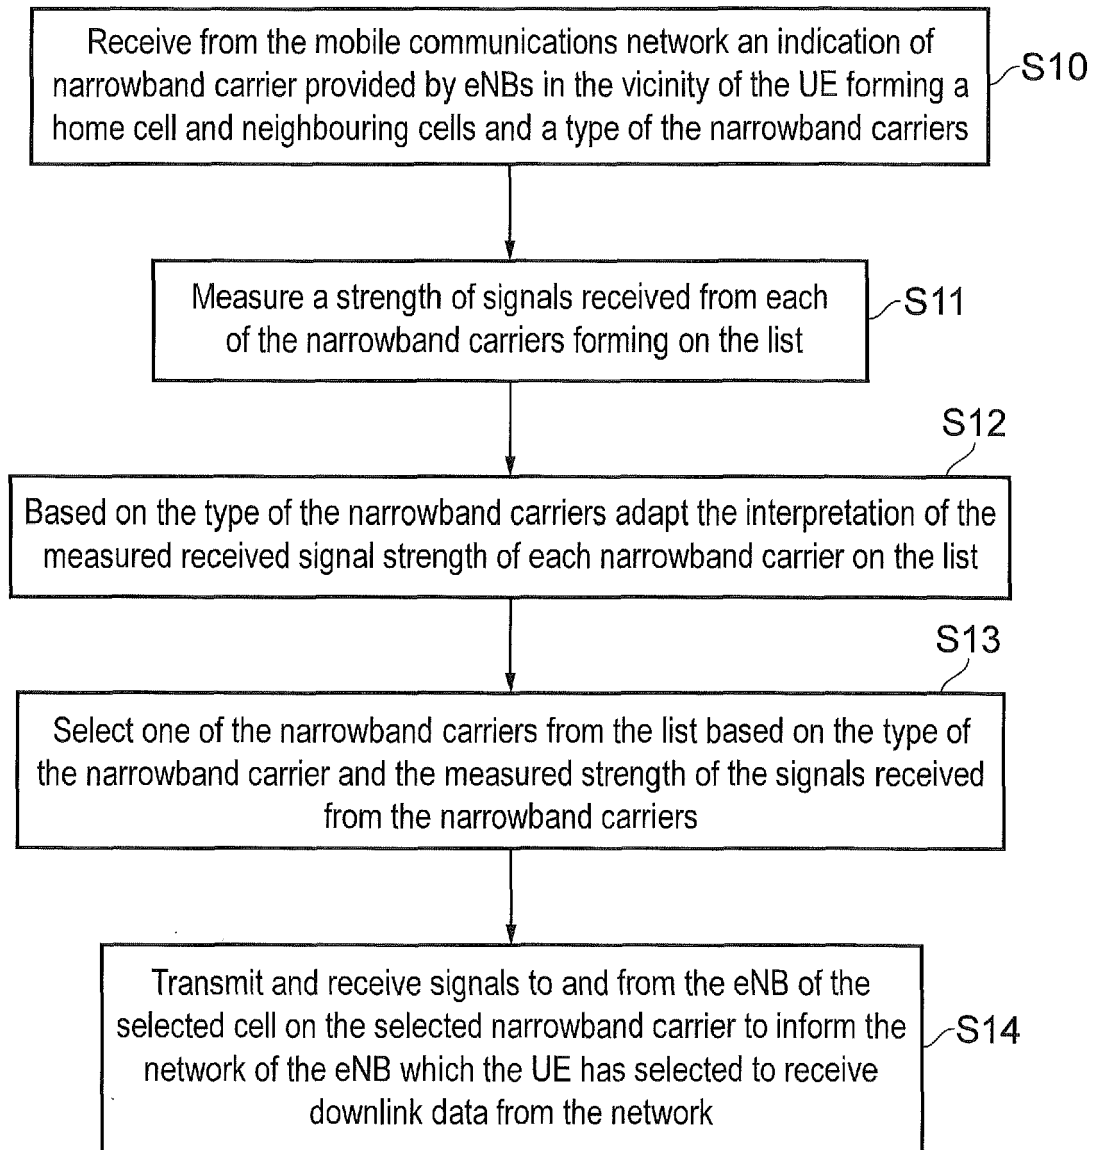 Receive from the mobile communications network an indication of
narrowband carrier provided by eNBs in the vicinity of the UE forming a
home cell and neighbouring cells and a type of the narrowband carriers
S10
Measure a strength of signals received from each
of the narrowband carriers forming on the list
S11
S12
Based on the type of the narrowband carriers adapt the interpretation of the
measured received signal strength of each narrowband carrier on the list
S13
Select one of the narrowband carriers from the list based on the type of
the narrowband carrier and the measured strength of the signals received
from the narrowband carriers
Transmit and receive signals to and from the eNB of the
selected cell on the selected narrowband carrier to inform the
network of the eNB which the UE has selected to receive
downlink data from the network
S14